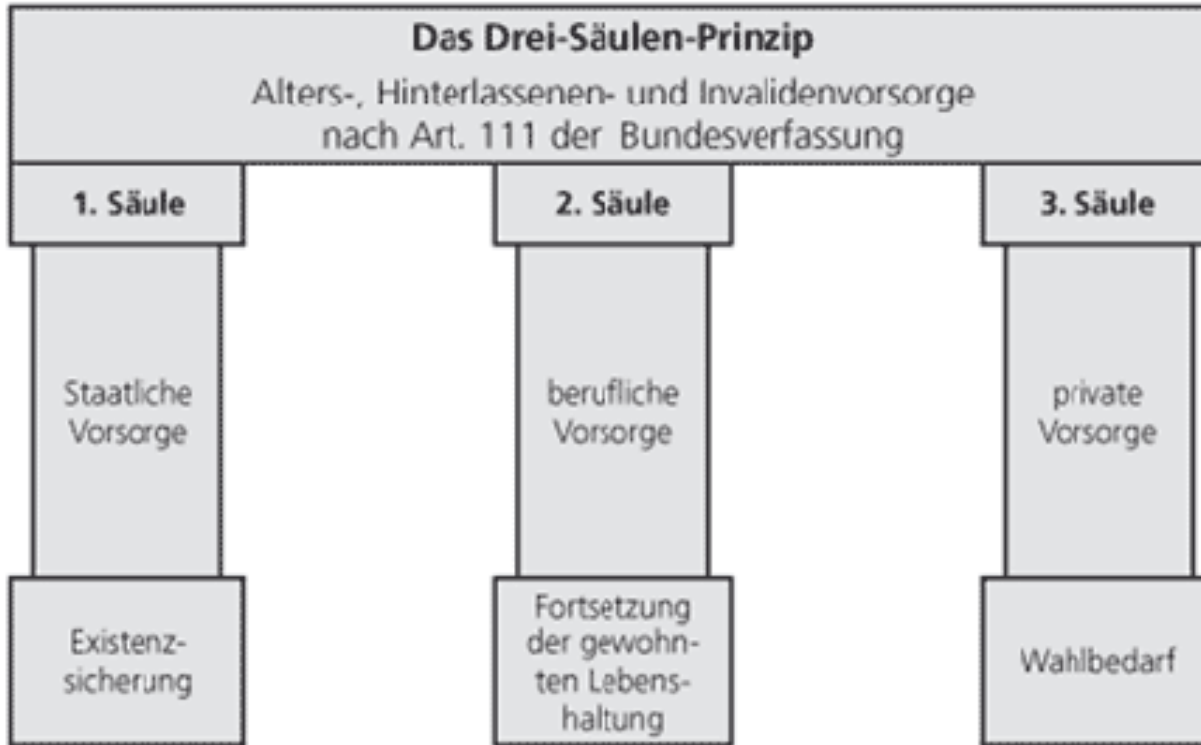 Das Drei-Säulen-Prinzip
Alters-, Hinterlassenen- und Invalidenvorsorge
nach Art. 111 der Bundesverfassung
1. Säule
2. Säule
3. Säule
Staatliche
Vorsorge
berufliche
Vorsorge
private
Vorsorge
Existenz-
sicherung
Fortsetzung
der gewohn-
ten Lebens-
haltung
Wahlbedarf